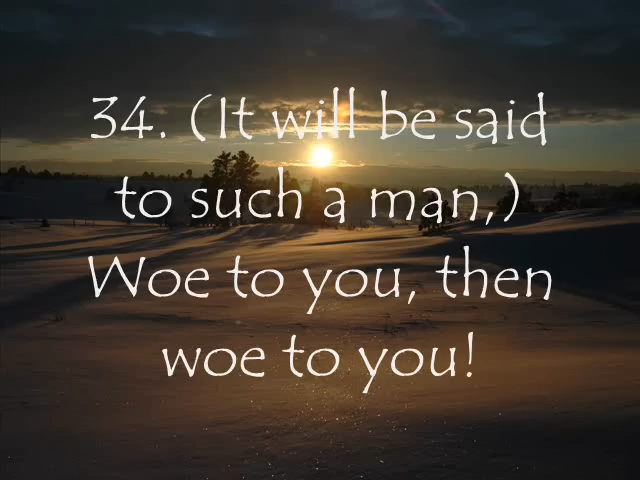 34. (It will be said
to such a man,)
Woe to you, then
woe to you!